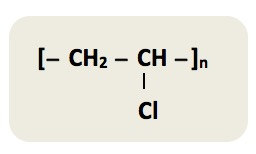 [– CH₂ – CH –]ₙ
|
Cl